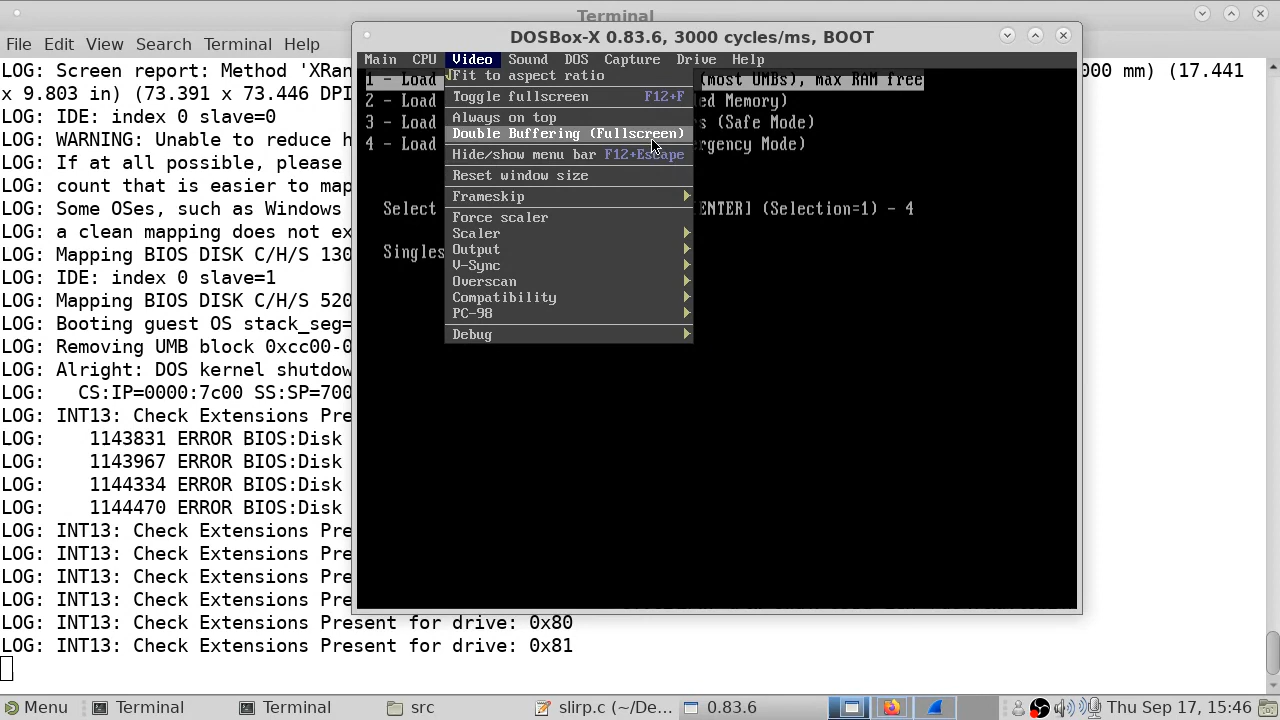 Terminal
File Edit View Search Terminal Help
LOG: Screen report: Method 'XRan
000 mm) (17.441
x 9.803 in) (73.391 x 73.446 DPI
LOG: IDE: index 0 slave=0
LOG: WARNING: Unable to reduce h
LOG: If at all possible, please
LOG: count that is easier to map
LOG: Some OSes, such as Windows
LOG: a clean mapping does not ex
LOG: Mapping BIOS DISK C/H/S 130
LOG: IDE: index 0 slave=1
LOG: Mapping BIOS DISK C/H/S 520
LOG: Booting guest OS stack_seg=
LOG: Removing UMB block 0xcc00-0
LOG: Alright: DOS kernel shutdow
LOG: CS:IP=0000:7c00 SS:SP=700
LOG: INT13: Check Extensions Pre
LOG: 1143831 ERROR BIOS:Disk
LOG: 1143967 ERROR BIOS:Disk
LOG: 1144334 ERROR BIOS:Disk
LOG: 1144470 ERROR BIOS:Disk
LOG: INT13: Check Extensions Pre
LOG: INT13: Check Extensions Pre
LOG: INT13: Check Extensions Pre
LOG: INT13: Check Extensions Pre
LOG: INT13: Check Extensions Present for drive: 0x80
LOG: INT13: Check Extensions Present for drive: 0x81
DOSBox-X 0.83.6, 3000 cycles/ms, BOOT
Main CPU Video Sound DOS Capture Drive Help
1 - Load
(most UMBs), max RAM free
2 - Load
ed Memory)
3 - Load
s (Safe Mode)
4 - Load
rgency Mode)
Select
ENTER] (Selection=1) - 4
Singles
Fit to aspect ratio
Toggle fullscreen F12+F
Always on top
Double Buffering (Fullscreen)
Hide/show menu bar F12+Escape
Reset window size
Frameskip
Force scaler
Scaler
Output
V-Sync
Overscan
Compatibility
PC-98
Debug
Menu Terminal Terminal src slirp.c (~/De... 0.83.6 Thu Sep 17, 15:46